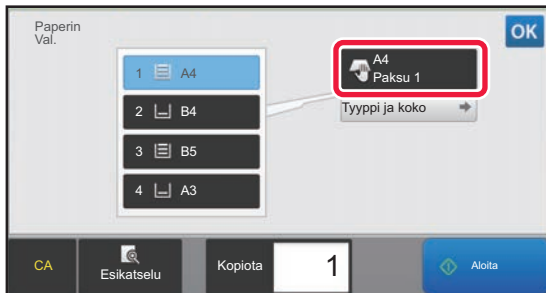 Paperin
Val.
OK
1 A4
2 B4
3 B5
4 A3
A4
Paksu 1
Tyyppi ja koko
CA
Esikatselu
Kopiota
1
Aloita